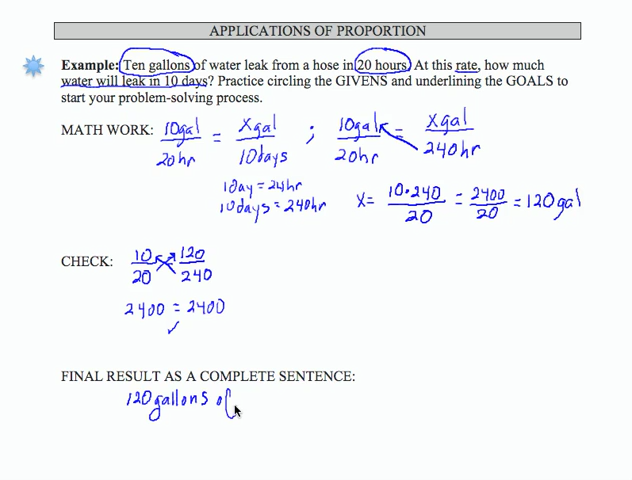 APPLICATIONS OF PROPORTION
Example: Ten gallons of water leak from a hose in 20 hours. At this rate, how much
water will leak in 10 days? Practice circling the GIVENS and underlining the GOALS to
start your problem-solving process.
MATH WORK: 10gal/20hr = Xgal/10days ; 10gal/20hr = Xgal/240hr
1day = 24hr
10days = 240hr
X = 10•240/20 = 2400/20 = 120gal
CHECK: 10/20 120/240
2400 = 2400
✓
FINAL RESULT AS A COMPLETE SENTENCE:
120 gallons of